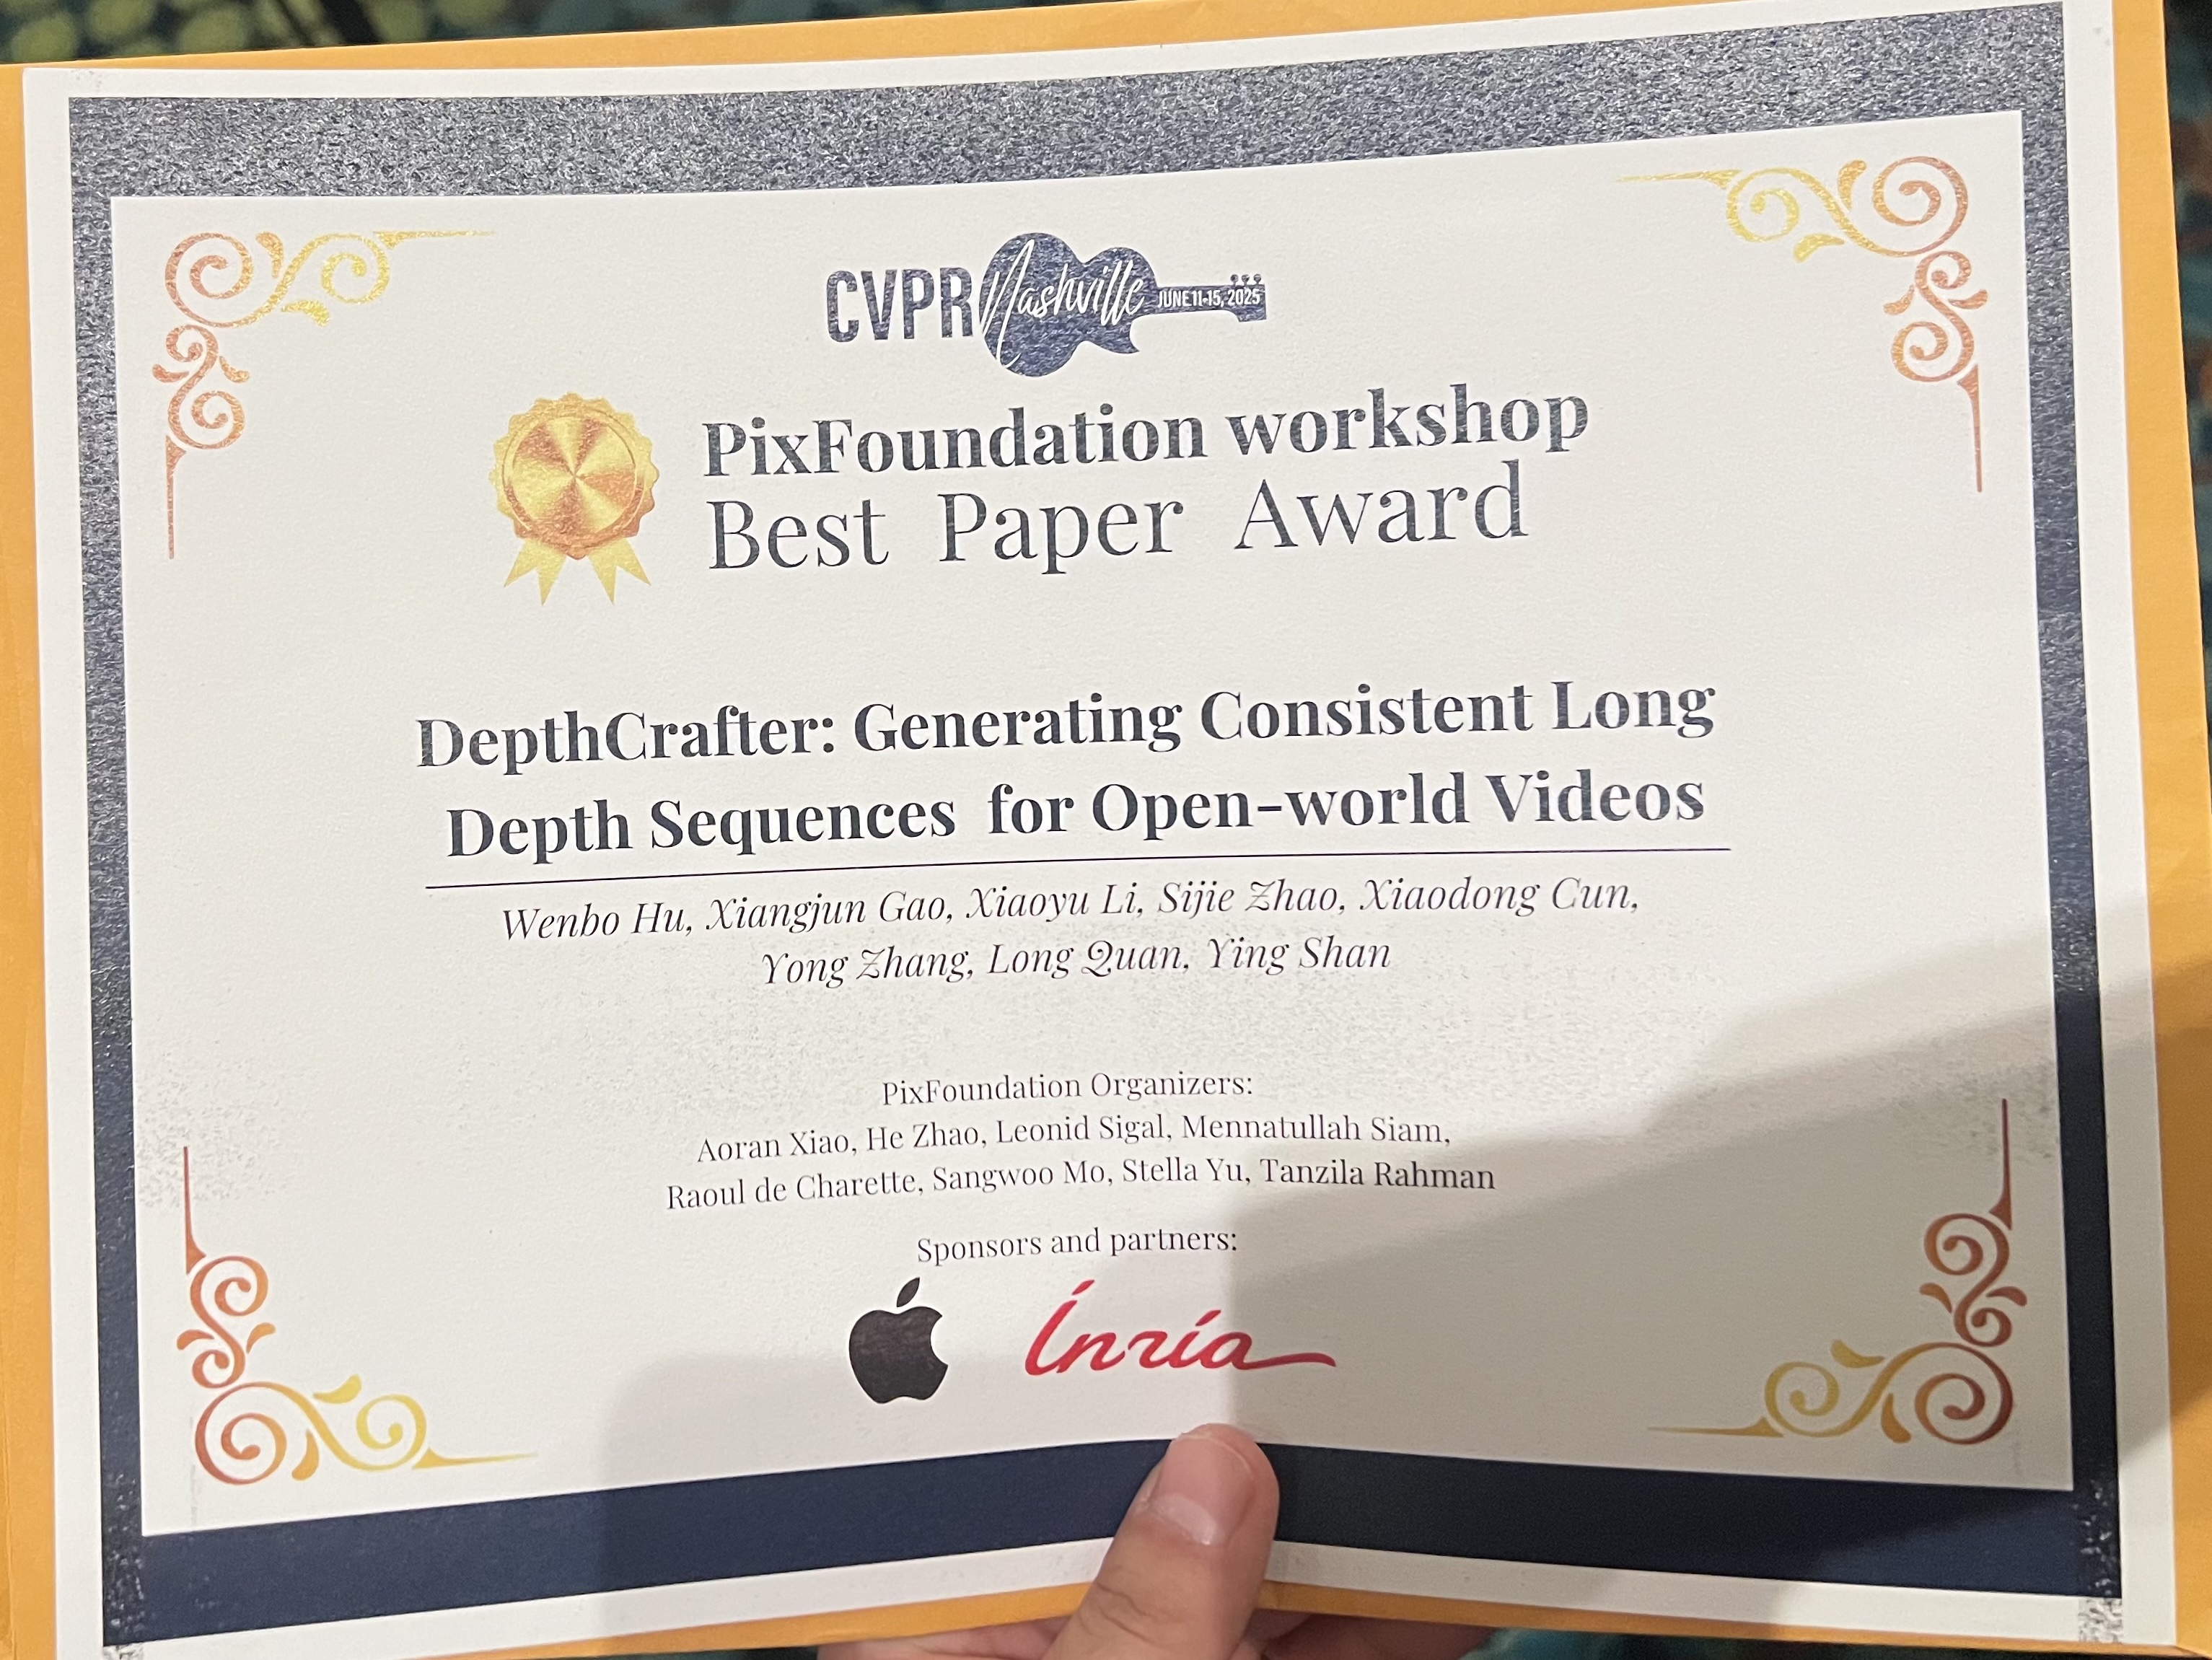 CVPR Nashville JUNE 11-15, 2025
PixFoundation workshop
Best Paper Award
DepthCrafter: Generating Consistent Long
Depth Sequences for Open-world Videos
Wenbo Hu, Xiangjun Gao, Xiaoyu Li, Sijie Zhao, Xiaodong Cun,
Yong Zhang, Long Quan, Ying Shan
PixFoundation Organizers:
Aoran Xiao, He Zhao, Leonid Sigal, Mennatullah Siam,
Raoul de Charette, Sangwoo Mo, Stella Yu, Tanzila Rahman
Sponsors and partners:
Inria